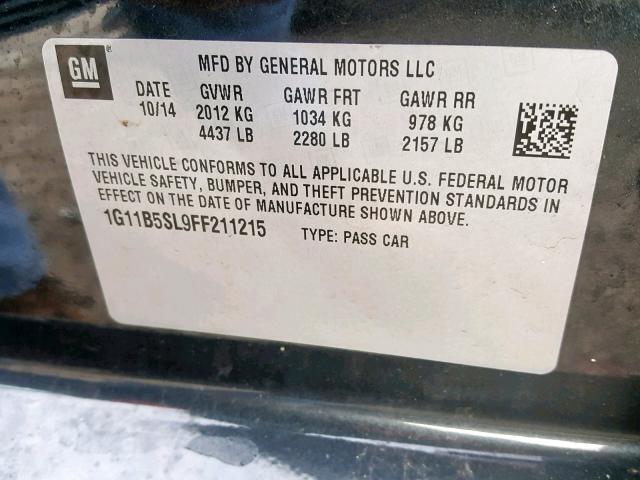 GM ®
MFD BY GENERAL MOTORS LLC
DATE GVWR GAWR FRT GAWR RR
10/14 2012 KG 1034 KG 978 KG
4437 LB 2280 LB 2157 LB
THIS VEHICLE CONFORMS TO ALL APPLICABLE U.S. FEDERAL MOTOR
VEHICLE SAFETY, BUMPER, AND THEFT PREVENTION STANDARDS IN
EFFECT ON THE DATE OF MANUFACTURE SHOWN ABOVE.
1G11B5SL9FF211215 TYPE: PASS CAR